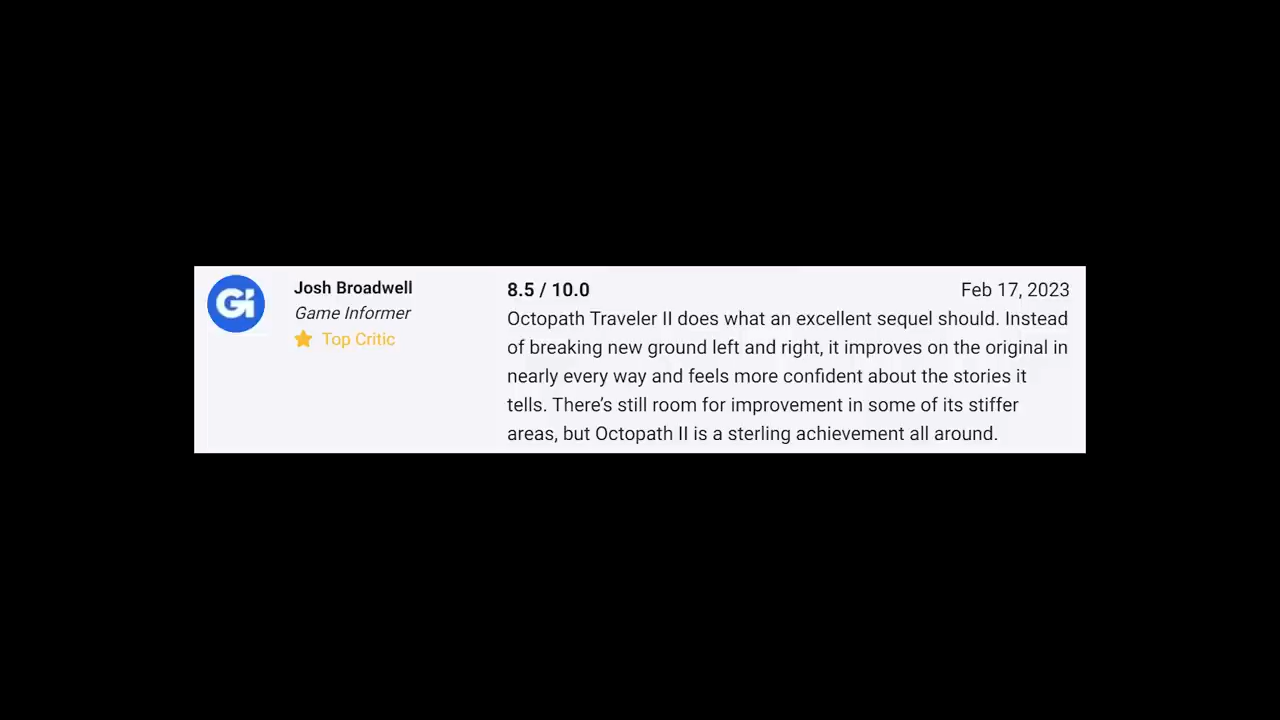 Gi
Josh Broadwell
Game Informer
Top Critic
8.5 / 10.0
Feb 17, 2023
Octopath Traveler II does what an excellent sequel should. Instead
of breaking new ground left and right, it improves on the original in
nearly every way and feels more confident about the stories it
tells. There’s still room for improvement in some of its stiffer
areas, but Octopath II is a sterling achievement all around.